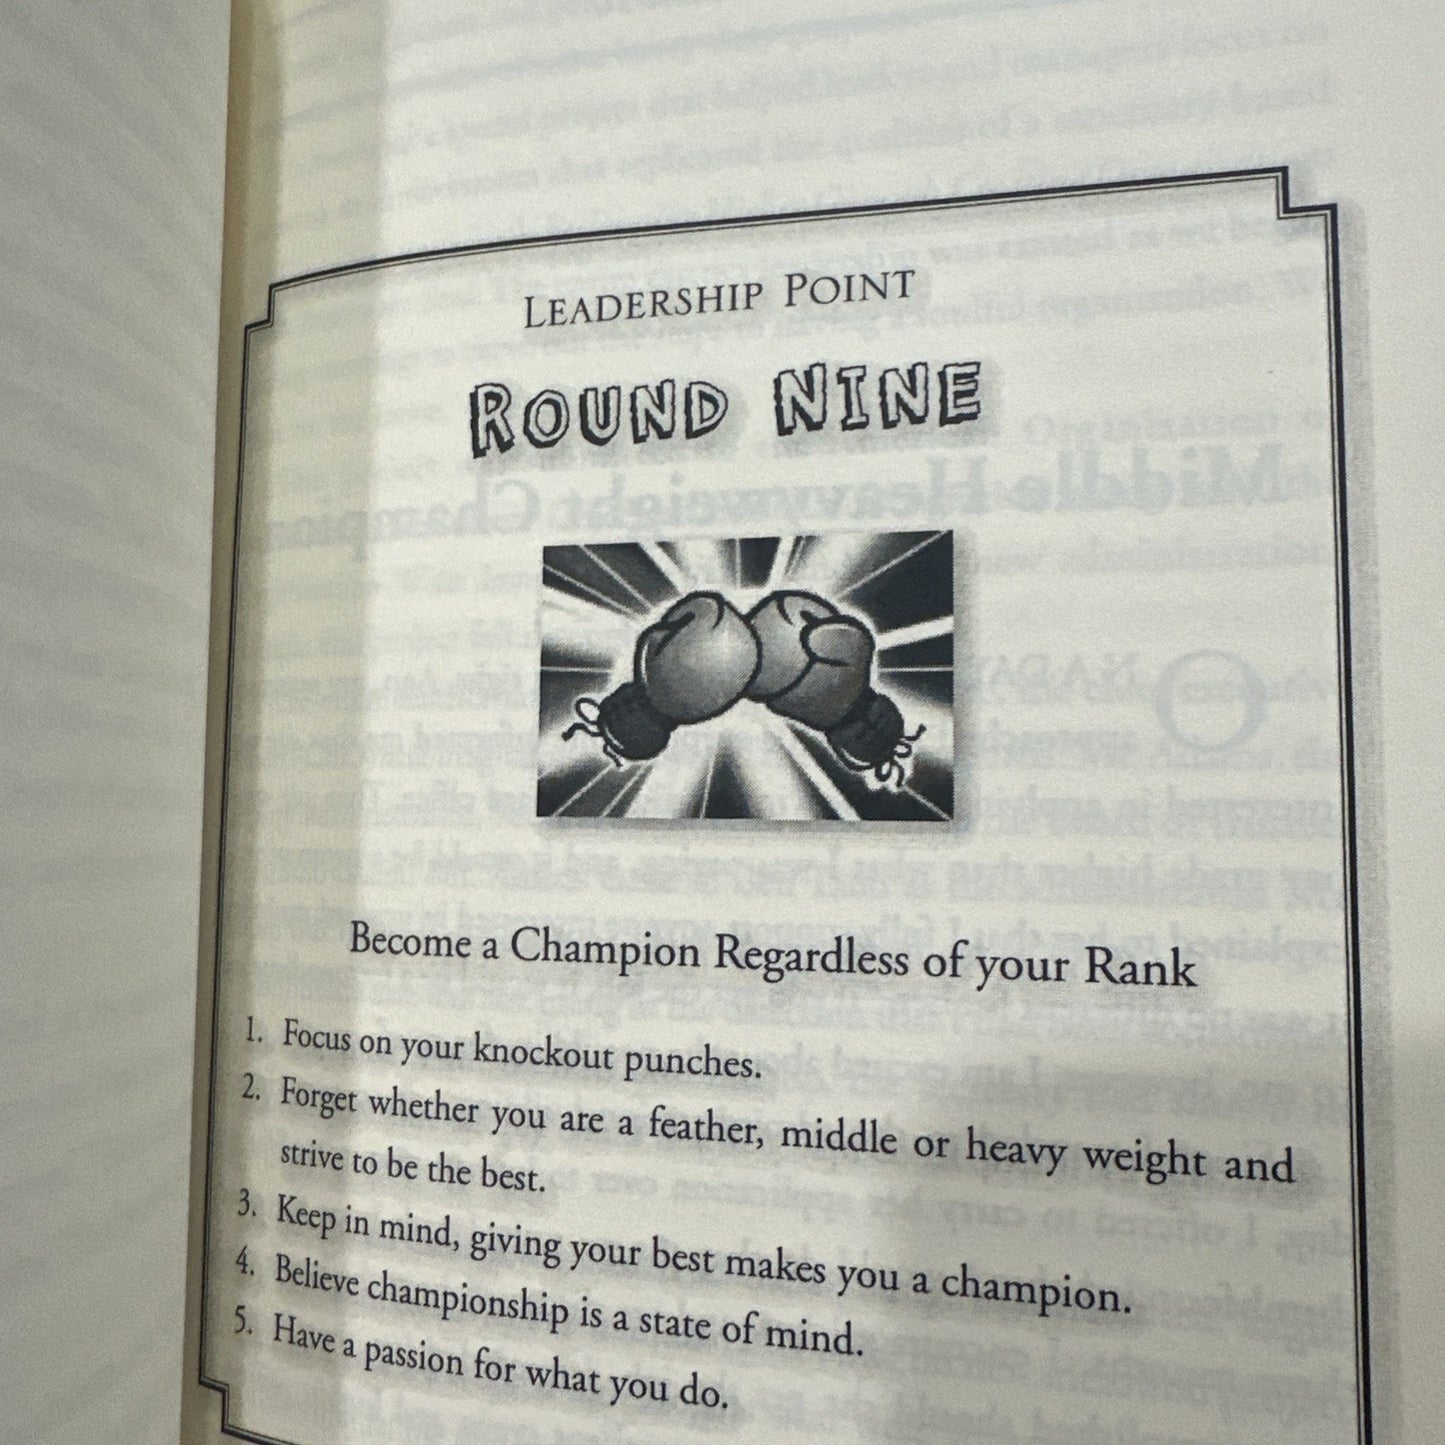 LEADERSHIP POINT
ROUND NINE
Become a Champion Regardless of your Rank
1. Focus on your knockout punches.
2. Forget whether you are a feather, middle or heavy weight and
strive to be the best.
3. Keep in mind, giving your best makes you a champion.
4. Believe championship is a state of mind.
5. Have a passion for what you do.